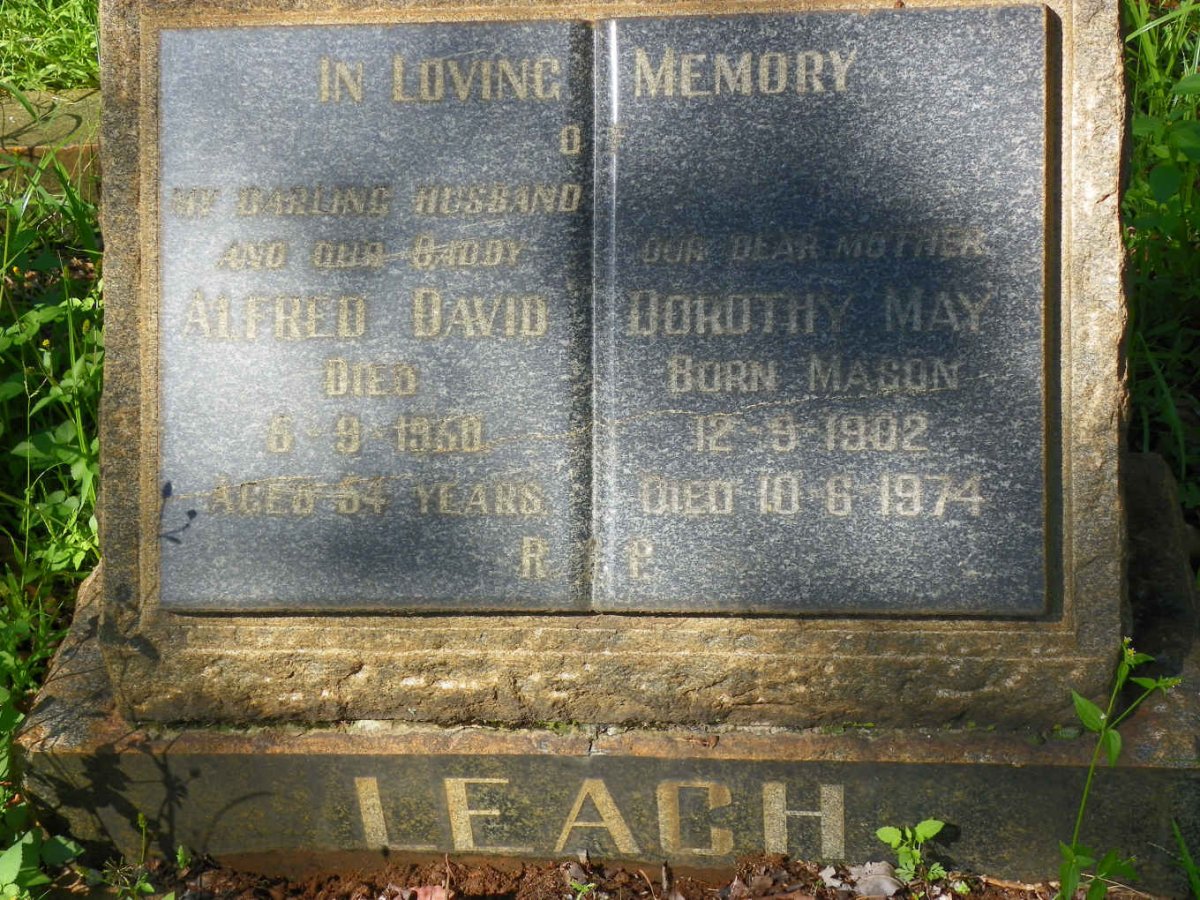 IN LOVING MEMORY
OF
MY DARLING HUSBAND
AND OUR DADDY
ALFRED DAVID
DIED
6-9-1950.
AGED 54 YEARS.
OUR DEAR MOTHER
DOROTHY MAY
BORN MASON
12-9-1902
DIED 10-6-1974
R. I. P.
LEACH